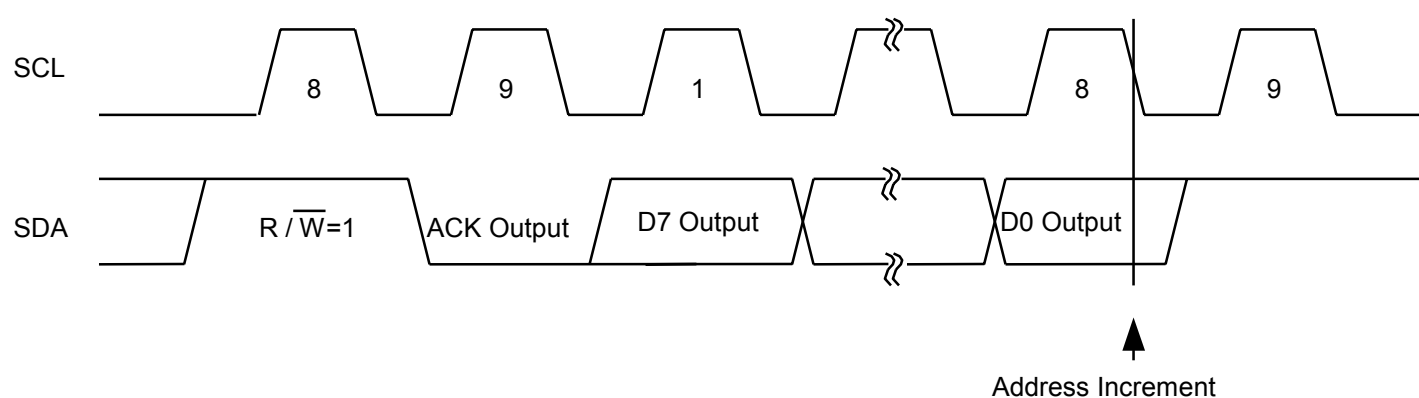 SCL
8
9
1
8
9
SDA
R / W̅=1
ACK Output
D7 Output
D0 Output
Address Increment